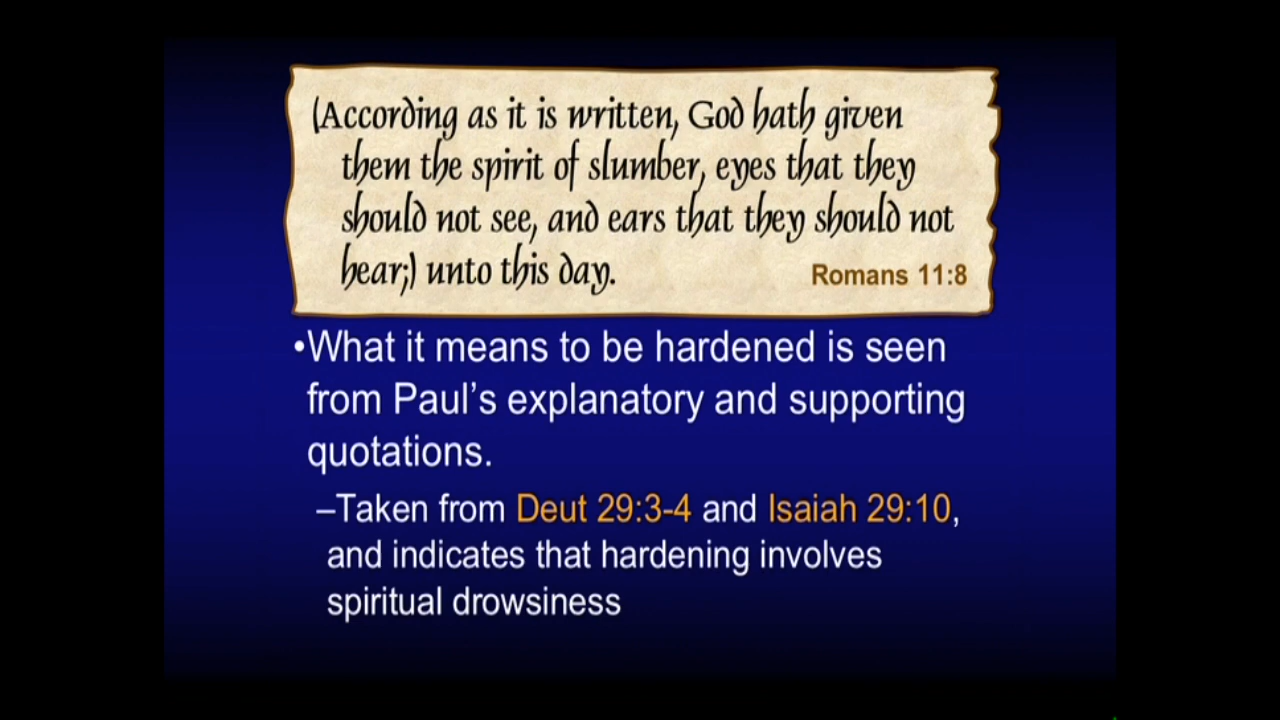 (According as it is written, God hath given
them the spirit of slumber, eyes that they
should not see, and ears that they should not
hear;) unto this day.
Romans 11:8
•What it means to be hardened is seen
from Paul's explanatory and supporting
quotations.
–Taken from Deut 29:3-4 and Isaiah 29:10,
and indicates that hardening involves
spiritual drowsiness